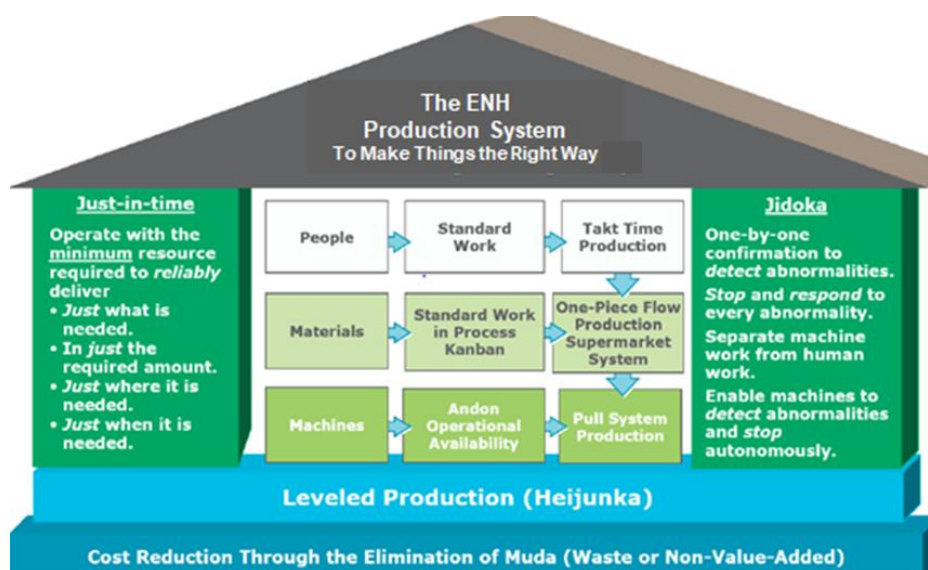 The ENH
Production System
To Make Things the Right Way
Just-in-time
Operate with the
minimum resource
required to reliably
deliver
• Just what is
needed.
• In just the
required amount.
• Just where it is
needed.
• Just when it is
needed.
People
Standard
Work
Takt Time
Production
Materials
Standard Work
in Process
Kanban
One-Piece Flow
Production
Supermarket
System
Machines
Andon
Operational
Availability
Pull System
Production
Jidoka
One-by-one
confirmation to
detect abnormalities.
Stop and respond to
every abnormality.
Separate machine
work from human
work.
Enable machines to
detect abnormalities
and stop
autonomously.
Leveled Production (Heijunka)
Cost Reduction Through the Elimination of Muda (Waste or Non-Value-Added)